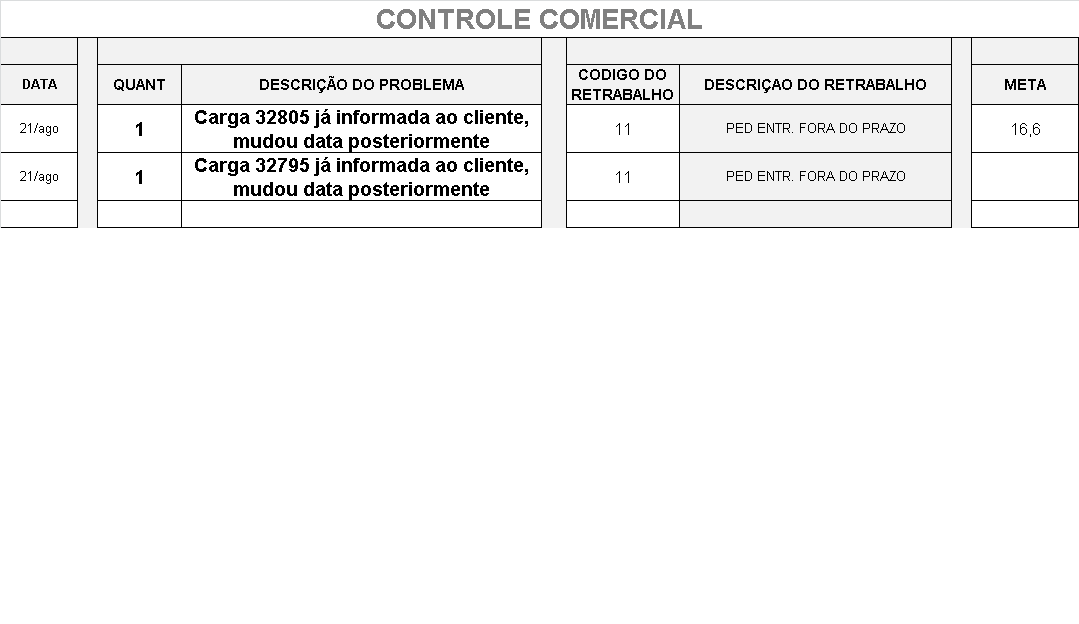 CONTROLE COMERCIAL
DATA QUANT DESCRIÇÃO DO PROBLEMA CODIGO DO RETRABALHO DESCRIÇAO DO RETRABALHO META
21/ago 1 Carga 32805 já informada ao cliente, mudou data posteriormente 11 PED ENTR. FORA DO PRAZO 16,6
21/ago 1 Carga 32795 já informada ao cliente, mudou data posteriormente 11 PED ENTR. FORA DO PRAZO